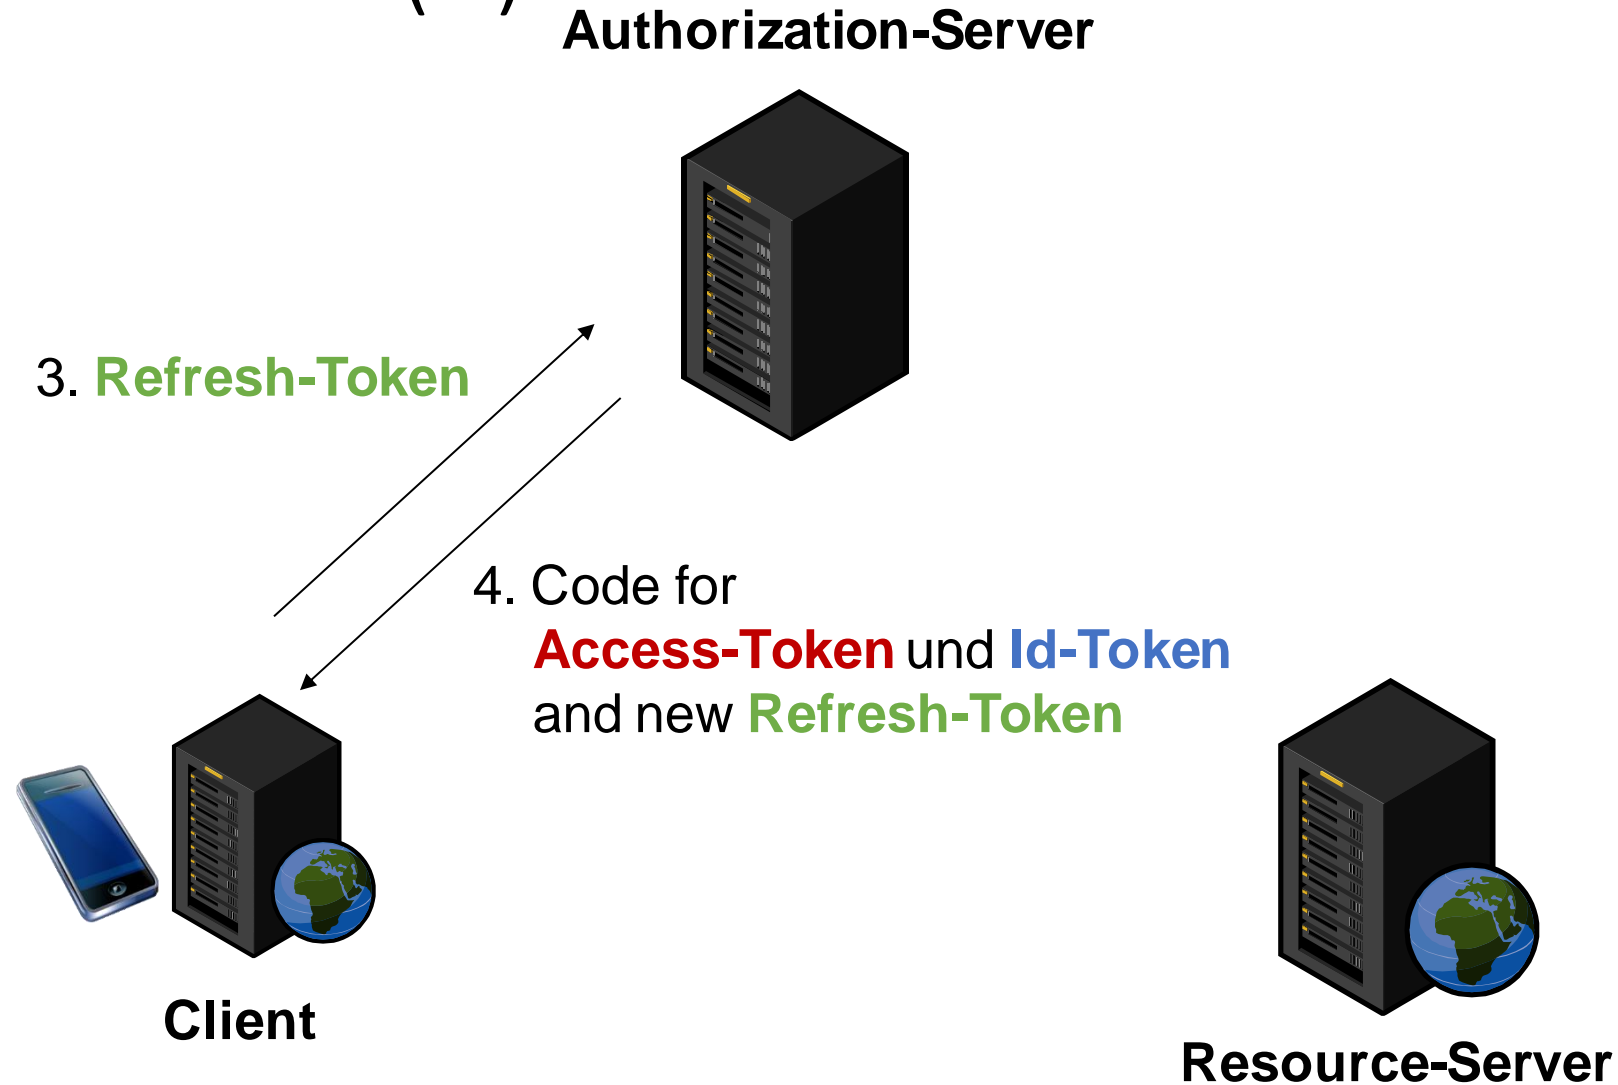 Authorization-Server
3. Refresh-Token
4. Code for
Access-Token und Id-Token
and new Refresh-Token
Client
Resource-Server